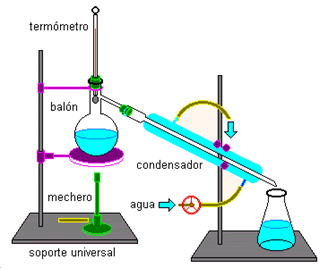 termómetro
balón
condensador
mechero
agua
soporte universal